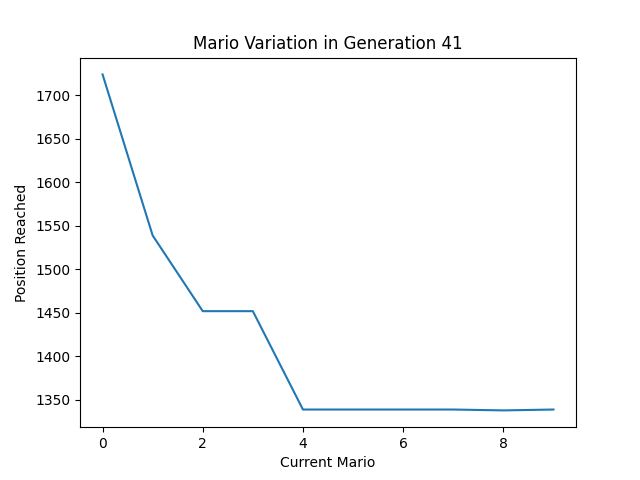 Mario Variation in Generation 41
Position Reached
1700
1650
1600
1550
1500
1450
1400
1350
0 2 4 6 8
Current Mario